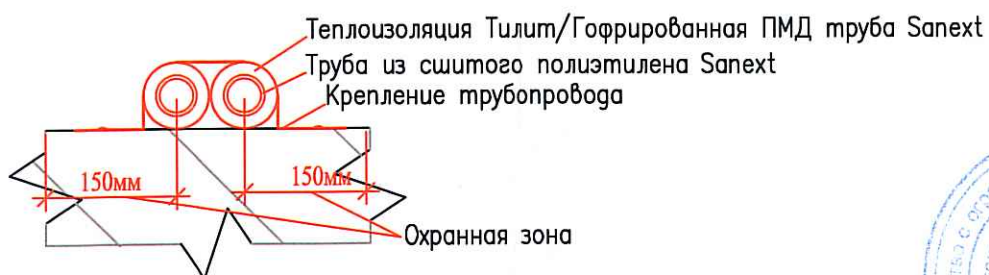 Теплоизоляция Тилит/Гофрированная ПМД труба Sanext
Труба из сшитого полиэтилена Sanext
Крепление трубопровода
150мм 150мм
Охранная зона